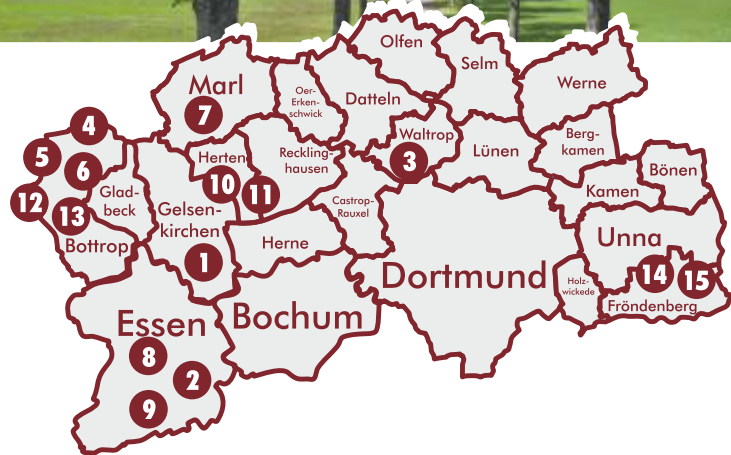 Olfen
Selm
Marl
7
Oer-
Erken-
schwick
Datteln
Werne
4
5
6
Waltrop
3
Lünen
Berg-
kamen
Herten
10
Reckling-
hausen
11
12
13
Glad-
beck
Gelsen-
kirchen
Castrop-
Rauxel
Kamen
Bönen
Bottrop
Herne
Unna
1
Dortmund
14
15
Holz-
wickede
Fröndenberg
Essen
Bochum
8
2
9